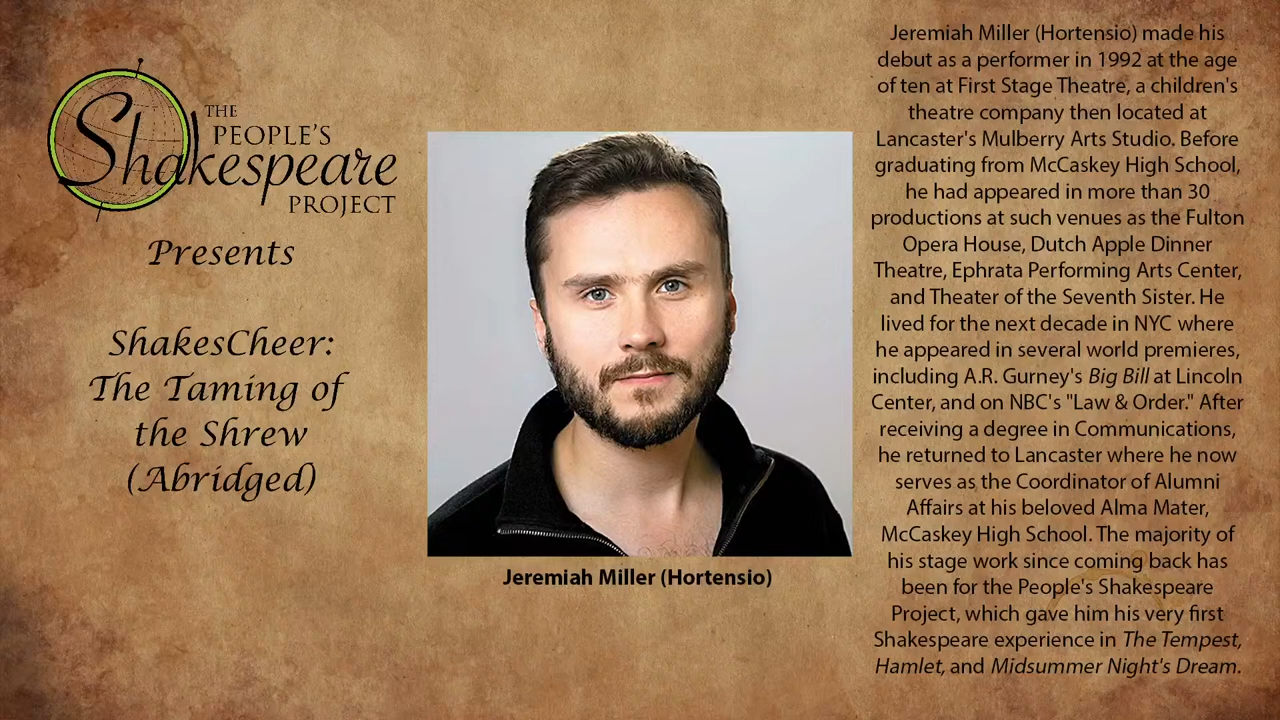 THE
PEOPLE'S
Shakespeare
PROJECT
Presents
ShakesCheer:
The Taming of
the Shrew
(Abridged)
Jeremiah Miller (Hortensio)
Jeremiah Miller (Hortensio) made his
debut as a performer in 1992 at the age
of ten at First Stage Theatre, a children's
theatre company then located at
Lancaster's Mulberry Arts Studio. Before
graduating from McCaskey High School,
he had appeared in more than 30
productions at such venues as the Fulton
Opera House, Dutch Apple Dinner
Theatre, Ephrata Performing Arts Center,
and Theater of the Seventh Sister. He
lived for the next decade in NYC where
he appeared in several world premieres,
including A.R. Gurney's Big Bill at Lincoln
Center, and on NBC's "Law & Order." After
receiving a degree in Communications,
he returned to Lancaster where he now
serves as the Coordinator of Alumni
Affairs at his beloved Alma Mater,
McCaskey High School. The majority of
his stage work since coming back has
been for the People's Shakespeare
Project, which gave him his very first
Shakespeare experience in The Tempest,
Hamlet, and Midsummer Night's Dream.